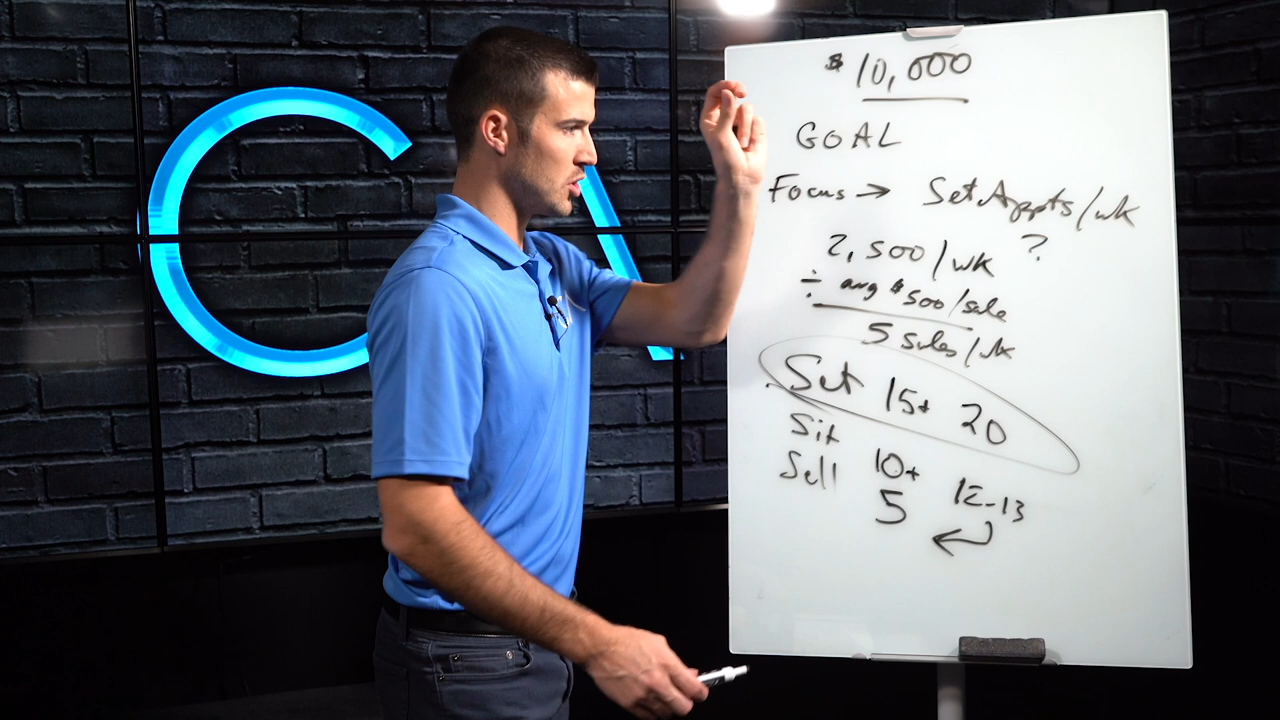 CA
$10,000
GOAL
Focus → Set Appts/wk
?
2,500/wk
÷ avg $500/sale
5 sales/wk
Set 15+ 20
Sit 10+ 12-13
Sell 5